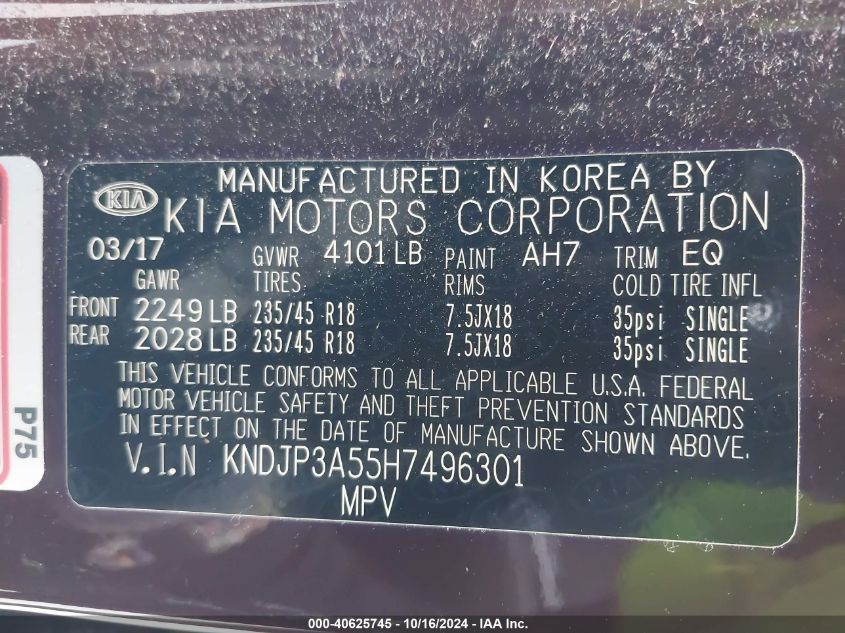 MANUFACTURED IN KOREA BY
KIA KIA MOTORS CORPORATION
03/17 GVWR 4101 LB PAINT AH7 TRIM EQ
GAWR TIRES RIMS COLD TIRE INFL
FRONT 2249 LB 235/45 R18 7.5JX18 35psi SINGLE
REAR 2028 LB 235/45 R18 7.5JX18 35psi SINGLE
THIS VEHICLE CONFORMS TO ALL APPLICABLE U.S.A. FEDERAL
MOTOR VEHICLE SAFETY AND THEFT PREVENTION STANDARDS
IN EFFECT ON THE DATE OF MANUFACTURE SHOWN ABOVE.
V.I.N KNDJP3A55H7496301
MPV
P75
000-40625745 - 10/16/2024 - IAA Inc.